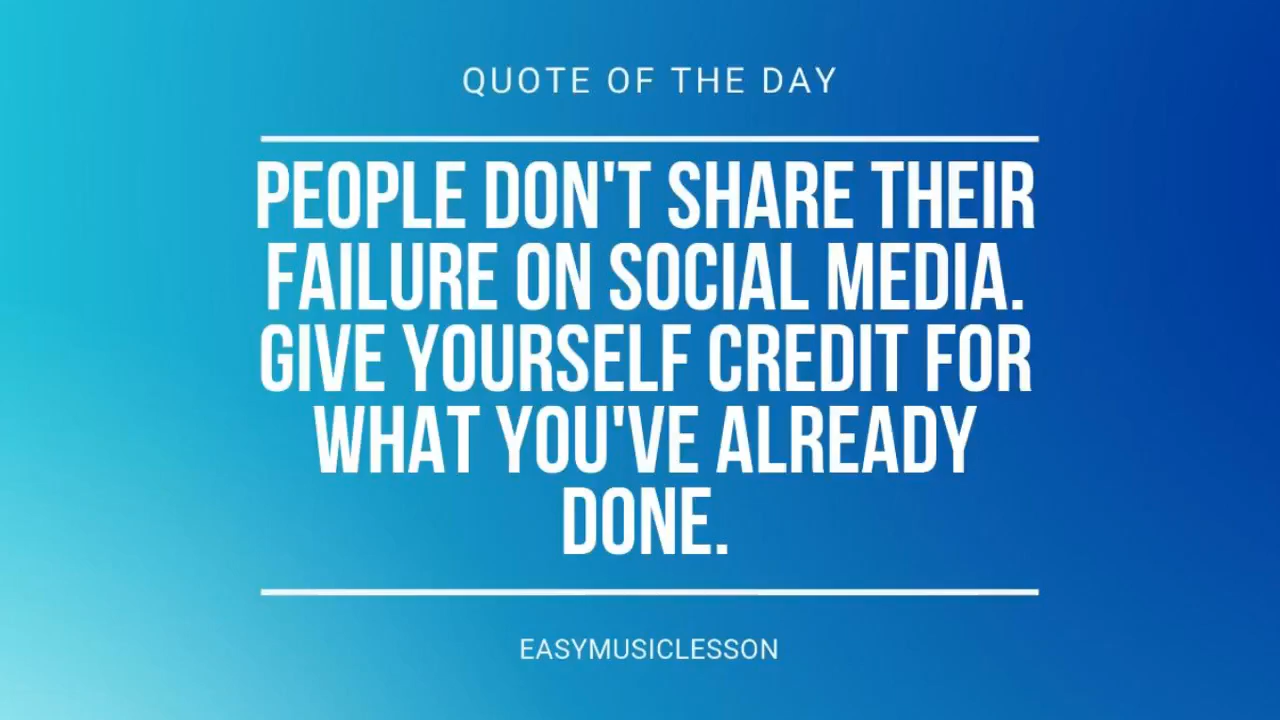 QUOTE OF THE DAY
PEOPLE DON'T SHARE THEIR
FAILURE ON SOCIAL MEDIA.
GIVE YOURSELF CREDIT FOR
WHAT YOU'VE ALREADY
DONE.
EASYMUSICLESSON